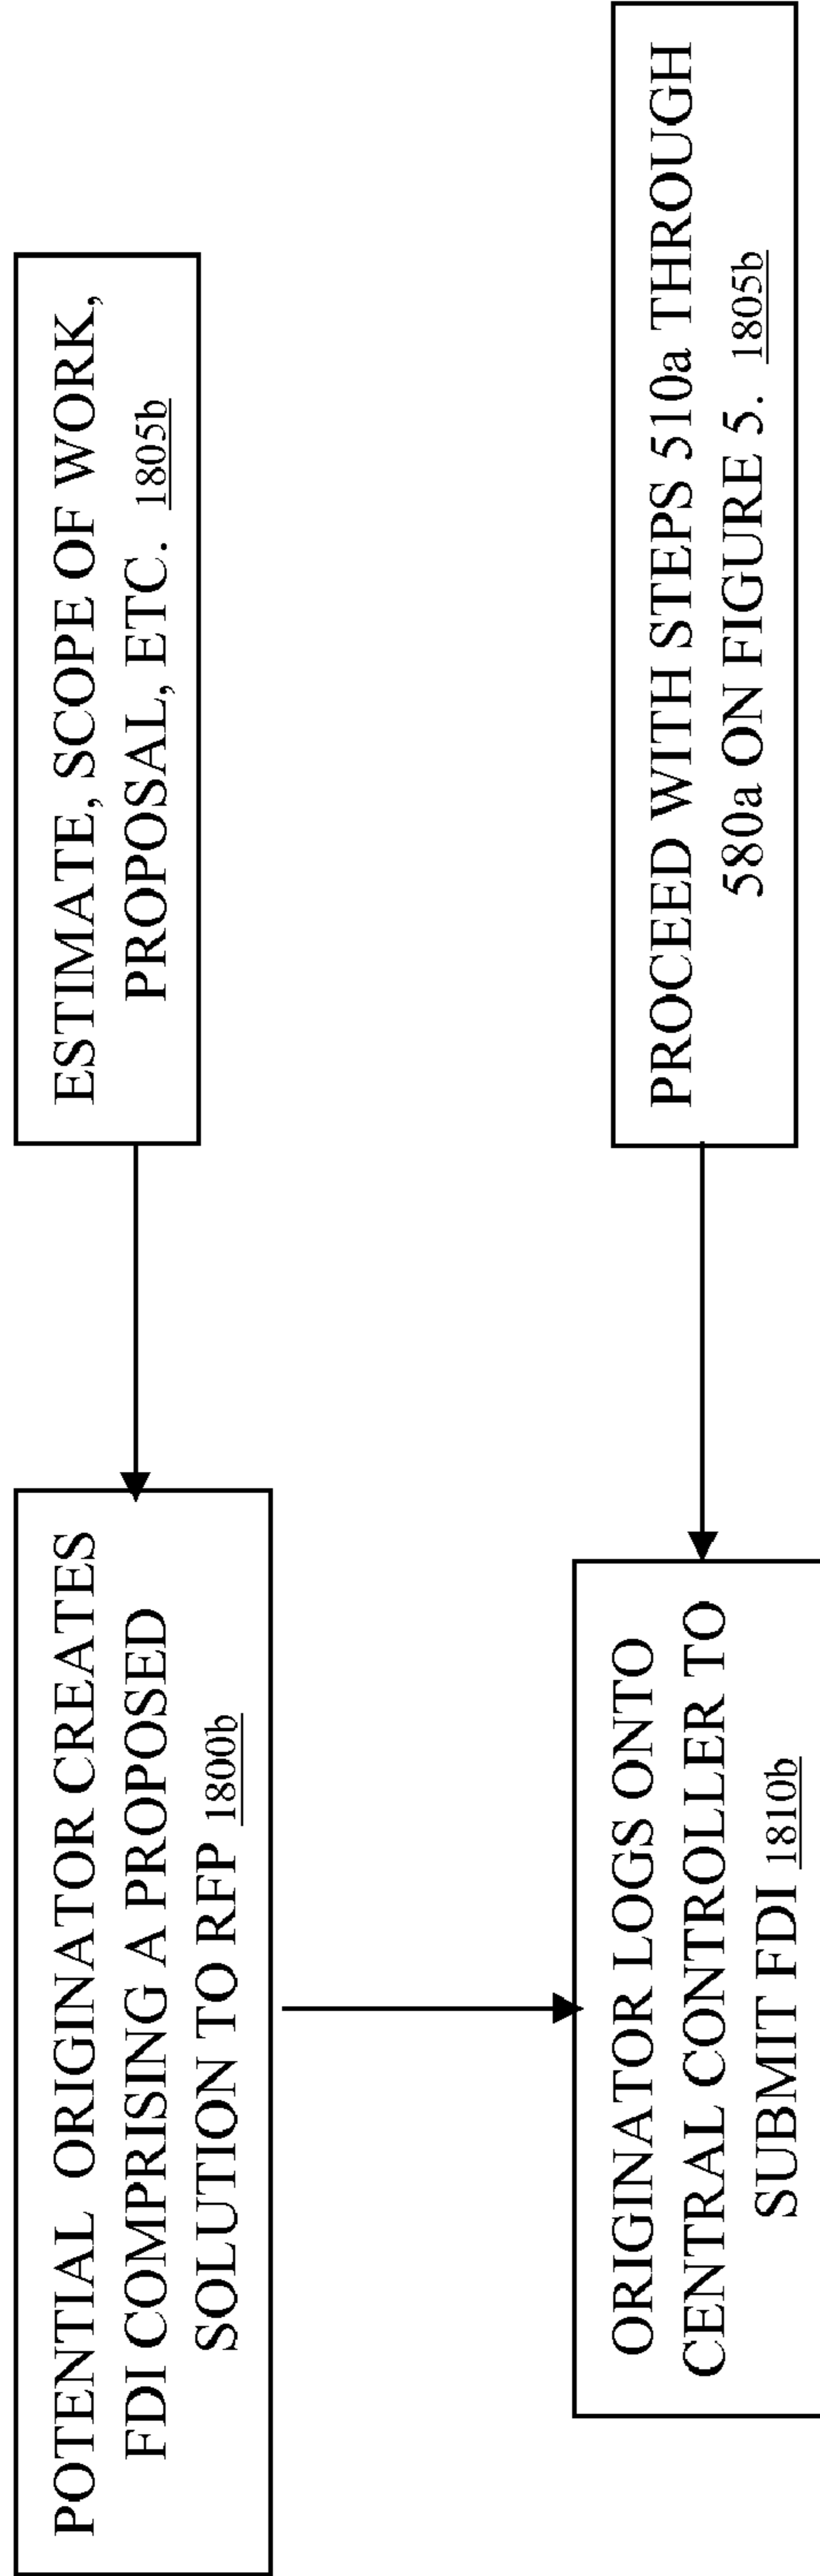 POTENTIAL ORIGINATOR CREATES
FDI COMPRISING A PROPOSED
SOLUTION TO RFP 1800b
ESTIMATE, SCOPE OF WORK,
PROPOSAL, ETC. 1805b
ORIGINATOR LOGS ONTO
CENTRAL CONTROLLER TO
SUBMIT FDI 1810b
PROCEED WITH STEPS 510a THROUGH
580a ON FIGURE 5. 1805b